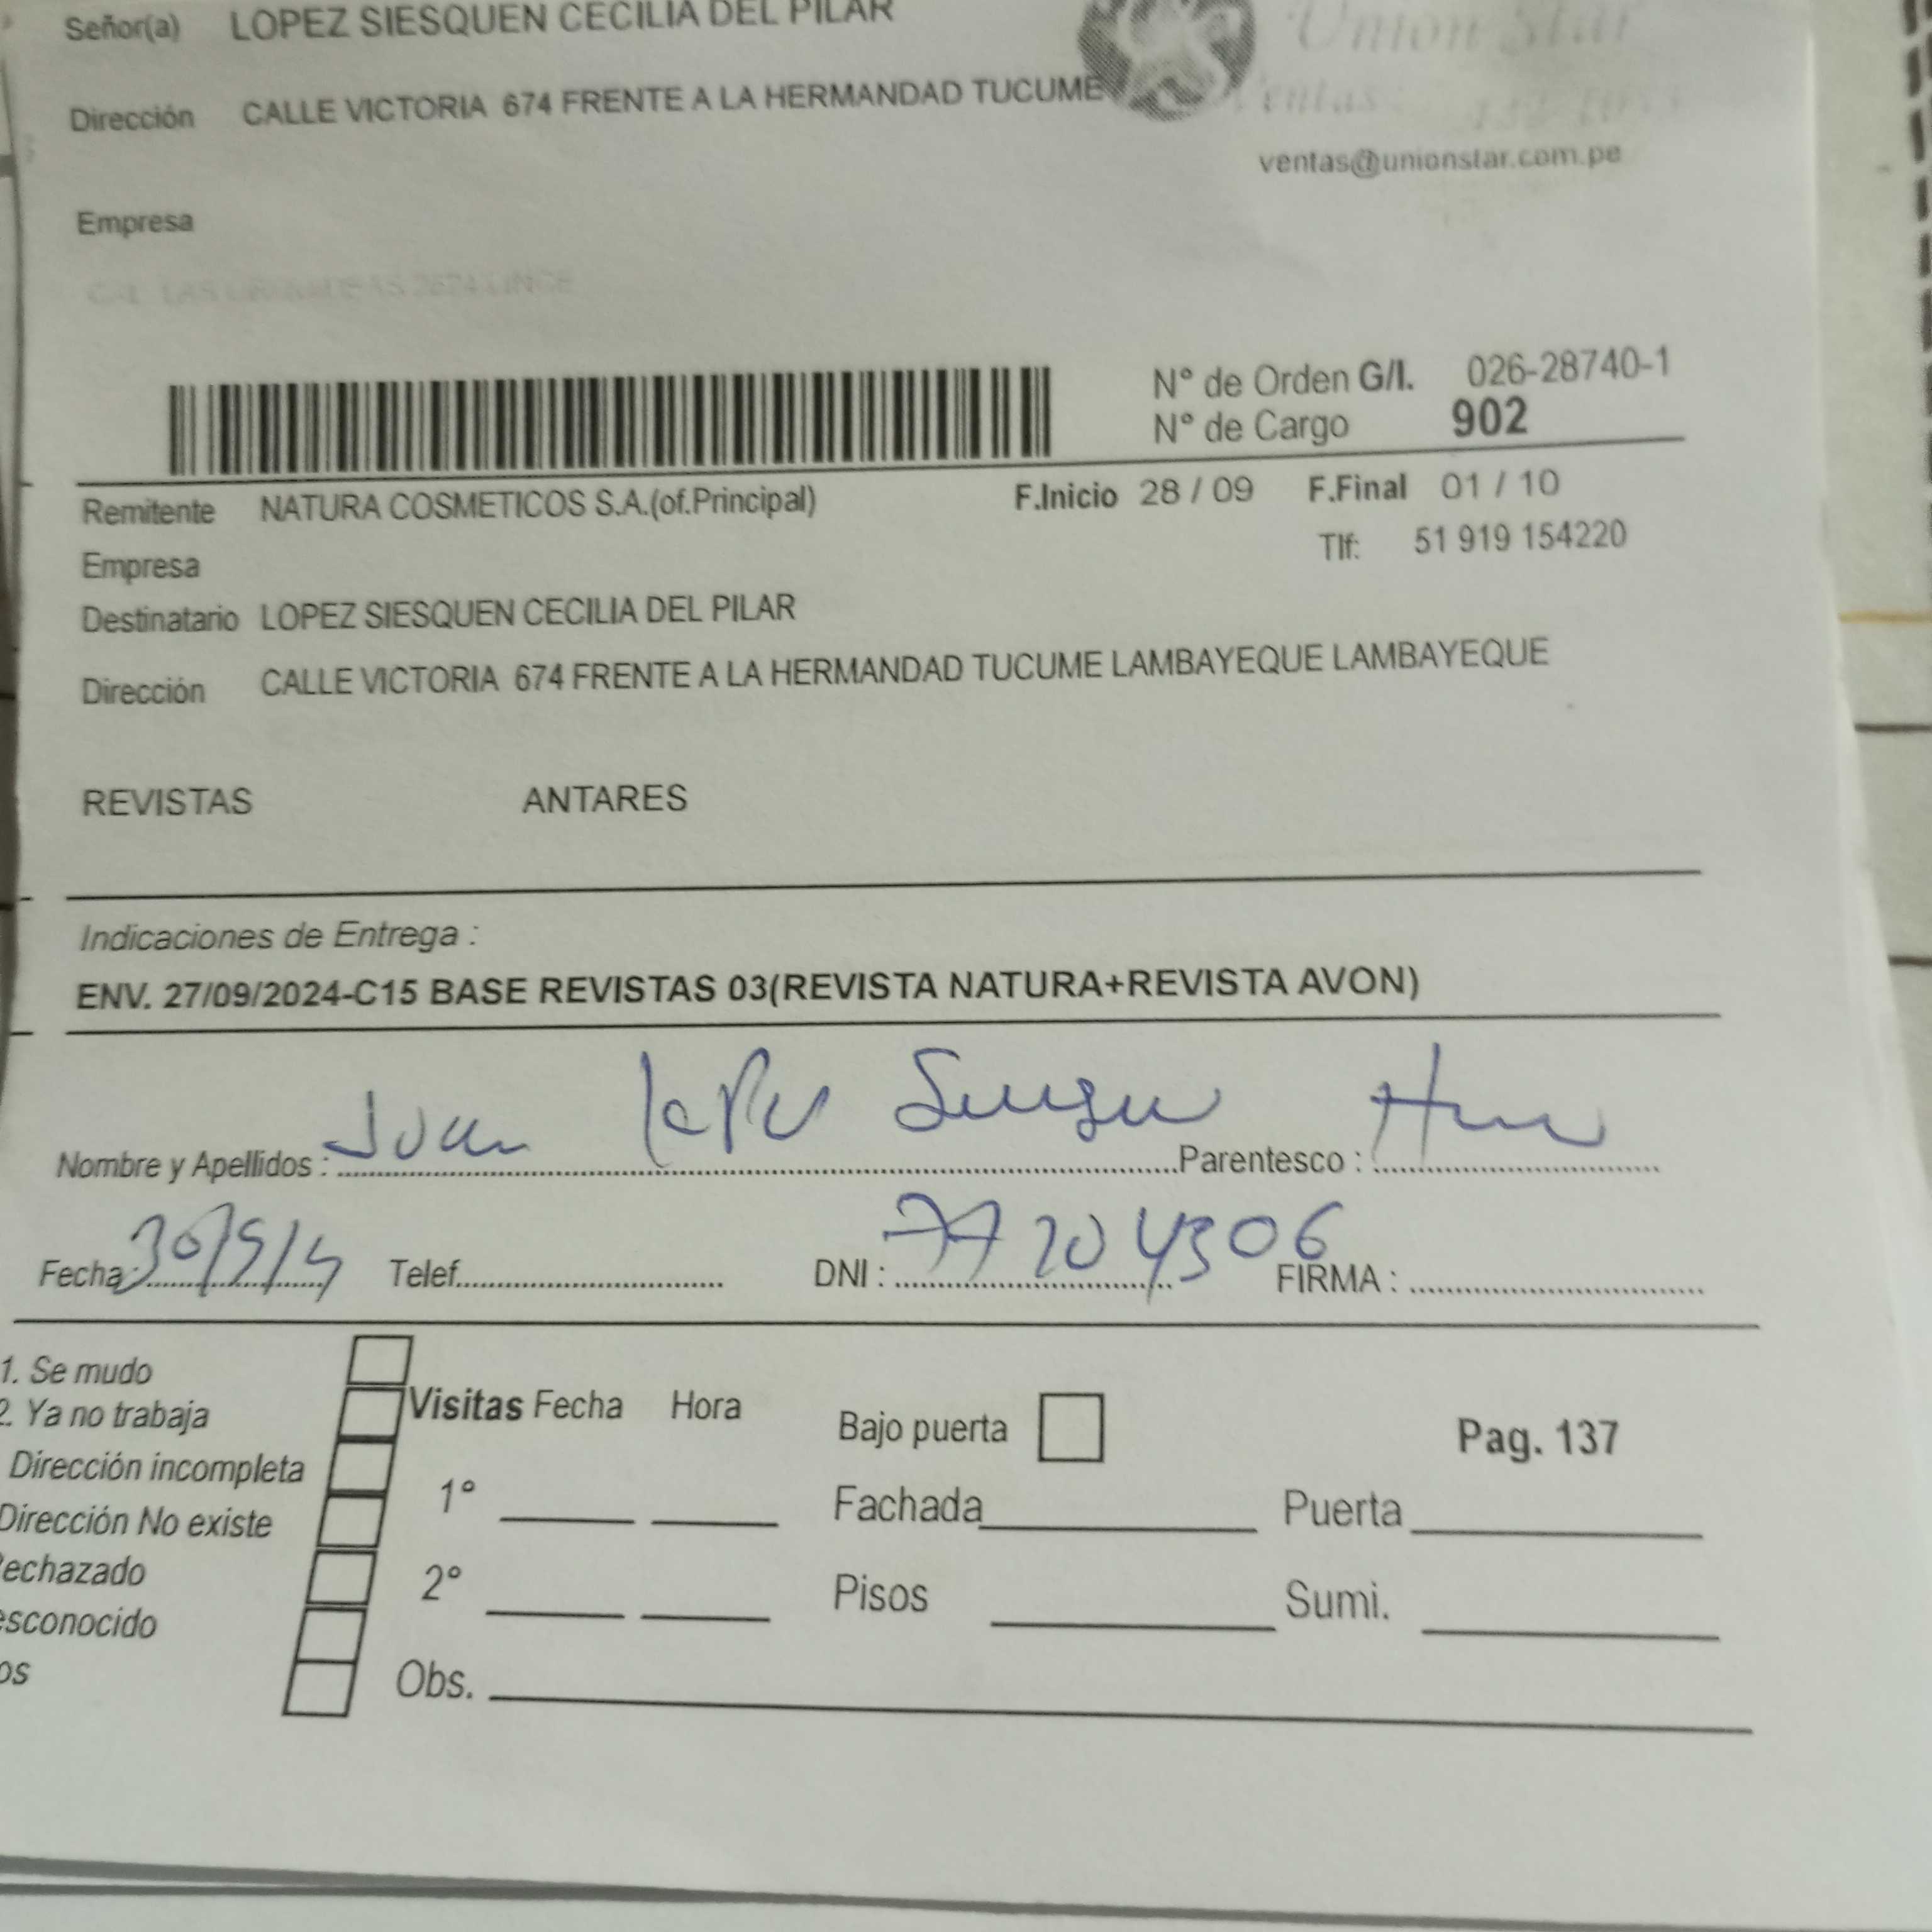 Señor(a) LOPEZ SIESQUEN CECILIA DEL PILAR
Union Star
Dirección CALLE VICTORIA 674 FRENTE A LA HERMANDAD TUCUME
Ventas:
ventas@unionstar.com.pe
Empresa
N° de Orden G/I. 026-28740-1
N° de Cargo 902
Remitente NATURA COSMETICOS S.A.(of.Principal) F.Inicio 28 / 09 F.Final 01 / 10
Empresa Tlf: 51 919 154220
Destinatario LOPEZ SIESQUEN CECILIA DEL PILAR
Dirección CALLE VICTORIA 674 FRENTE A LA HERMANDAD TUCUME LAMBAYEQUE LAMBAYEQUE
REVISTAS ANTARES
Indicaciones de Entrega :
ENV. 27/09/2024-C15 BASE REVISTAS 03(REVISTA NATURA+REVISTA AVON)
Nombre y Apellidos : Juan Parentesco :
Fecha: Telef. DNI : 77204306 FIRMA :
1. Se mudo
2. Ya no trabaja
Dirección incompleta
Dirección No existe
echazado
sconocido
os
Visitas Fecha Hora
1°
2°
Obs.
Bajo puerta
Pag. 137
Fachada Puerta
Pisos Sumi.